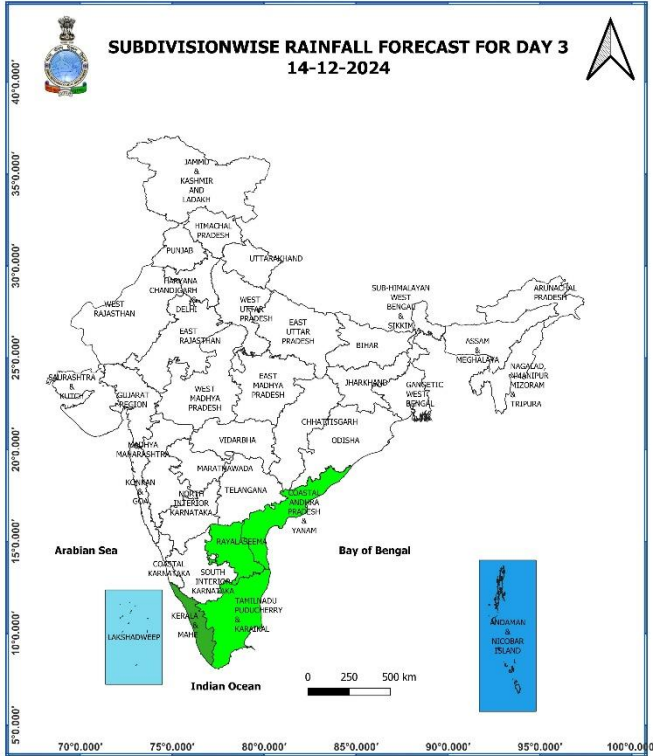 SUBDIVISIONWISE RAINFALL FORECAST FOR DAY 3
14-12-2024
40°0.000'
35°0.000'
30°0.000'
25°0.000'
20°0.000'
15°0.000'
10°0.000'
5°0.000'
JAMMU
&
KASHMIR
AND
LADAKH
HIMACHAL
PRADESH
PUNJAB
UTTARAKHAND
HARYANA
CHANDIGARH
&
DELHI
WEST
RAJASTHAN
WEST
UTTAR
PRADESH
EAST
RAJASTHAN
EAST
UTTAR
PRADESH
SUB-HIMALAYAN
WEST
BENGAL
&
SIKKIM
ARUNACHAL
PRADESH
ASSAM
&
MEGHALAYA
NAGALAD,
MANIPUR
MIZORAM
&
TRIPURA
BIHAR
JHARKHAND
GANGETIC
WEST
BENGAL
SAURASHTRA
&
KUTCH
GUJARAT
REGION
WEST
MADHYA
PRADESH
EAST
MADHYA
PRADESH
CHHATTISGARH
ODISHA
VIDARBHA
MADHYA
MAHARASHTRA
MARATHAWADA
KONKAN
&
GOA
NORTH
INTERIOR
KARNATAKA
TELANGANA
COASTAL
ANDHRA
PRADESH
&
YANAM
RAYALASEEMA
Arabian Sea
Bay of Bengal
COASTAL
KARNATAKA
SOUTH
INTERIOR
KARNATAKA
TAMILNADU
PUDUCHERRY
&
KARAIKAL
KERALA
&
MAHE
LAKSHADWEEP
ANDAMAN
&
NICOBAR
ISLAND
Indian Ocean
0 250 500 km
70°0.000' 75°0.000' 80°0.000' 85°0.000' 90°0.000' 95°0.000' 100°0.000'